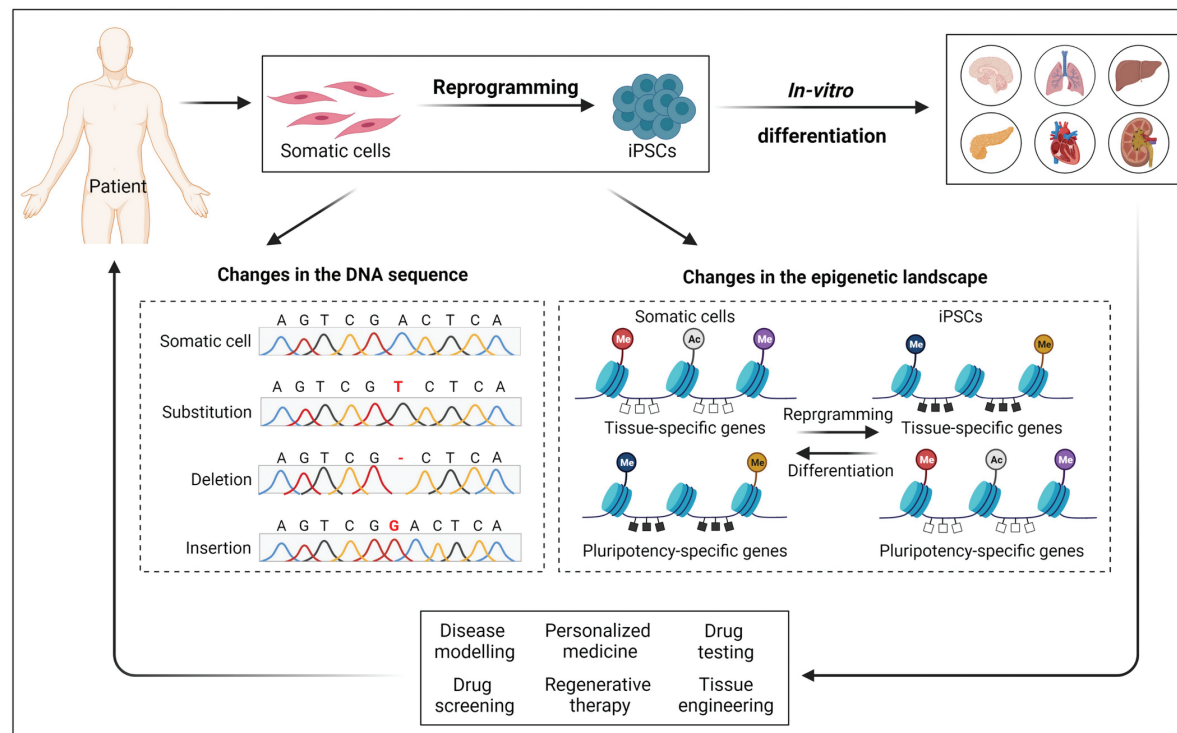 Patient
Somatic cells
Reprogramming
iPSCs
In-vitro
differentiation
Changes in the DNA sequence
Somatic cell
A G T C G A C T C A
Substitution
A G T C G T C T C A
Deletion
A G T C G - C T C A
Insertion
A G T C G G A C T C A
Changes in the epigenetic landscape
Somatic cells
Me
Ac
Me
Tissue-specific genes
Me
Me
Pluripotency-specific genes
Reprgramming
Differentiation
iPSCs
Me
Me
Tissue-specific genes
Me
Ac
Me
Pluripotency-specific genes
Disease
modelling
Personalized
medicine
Drug
testing
Drug
screening
Regenerative
therapy
Tissue
engineering